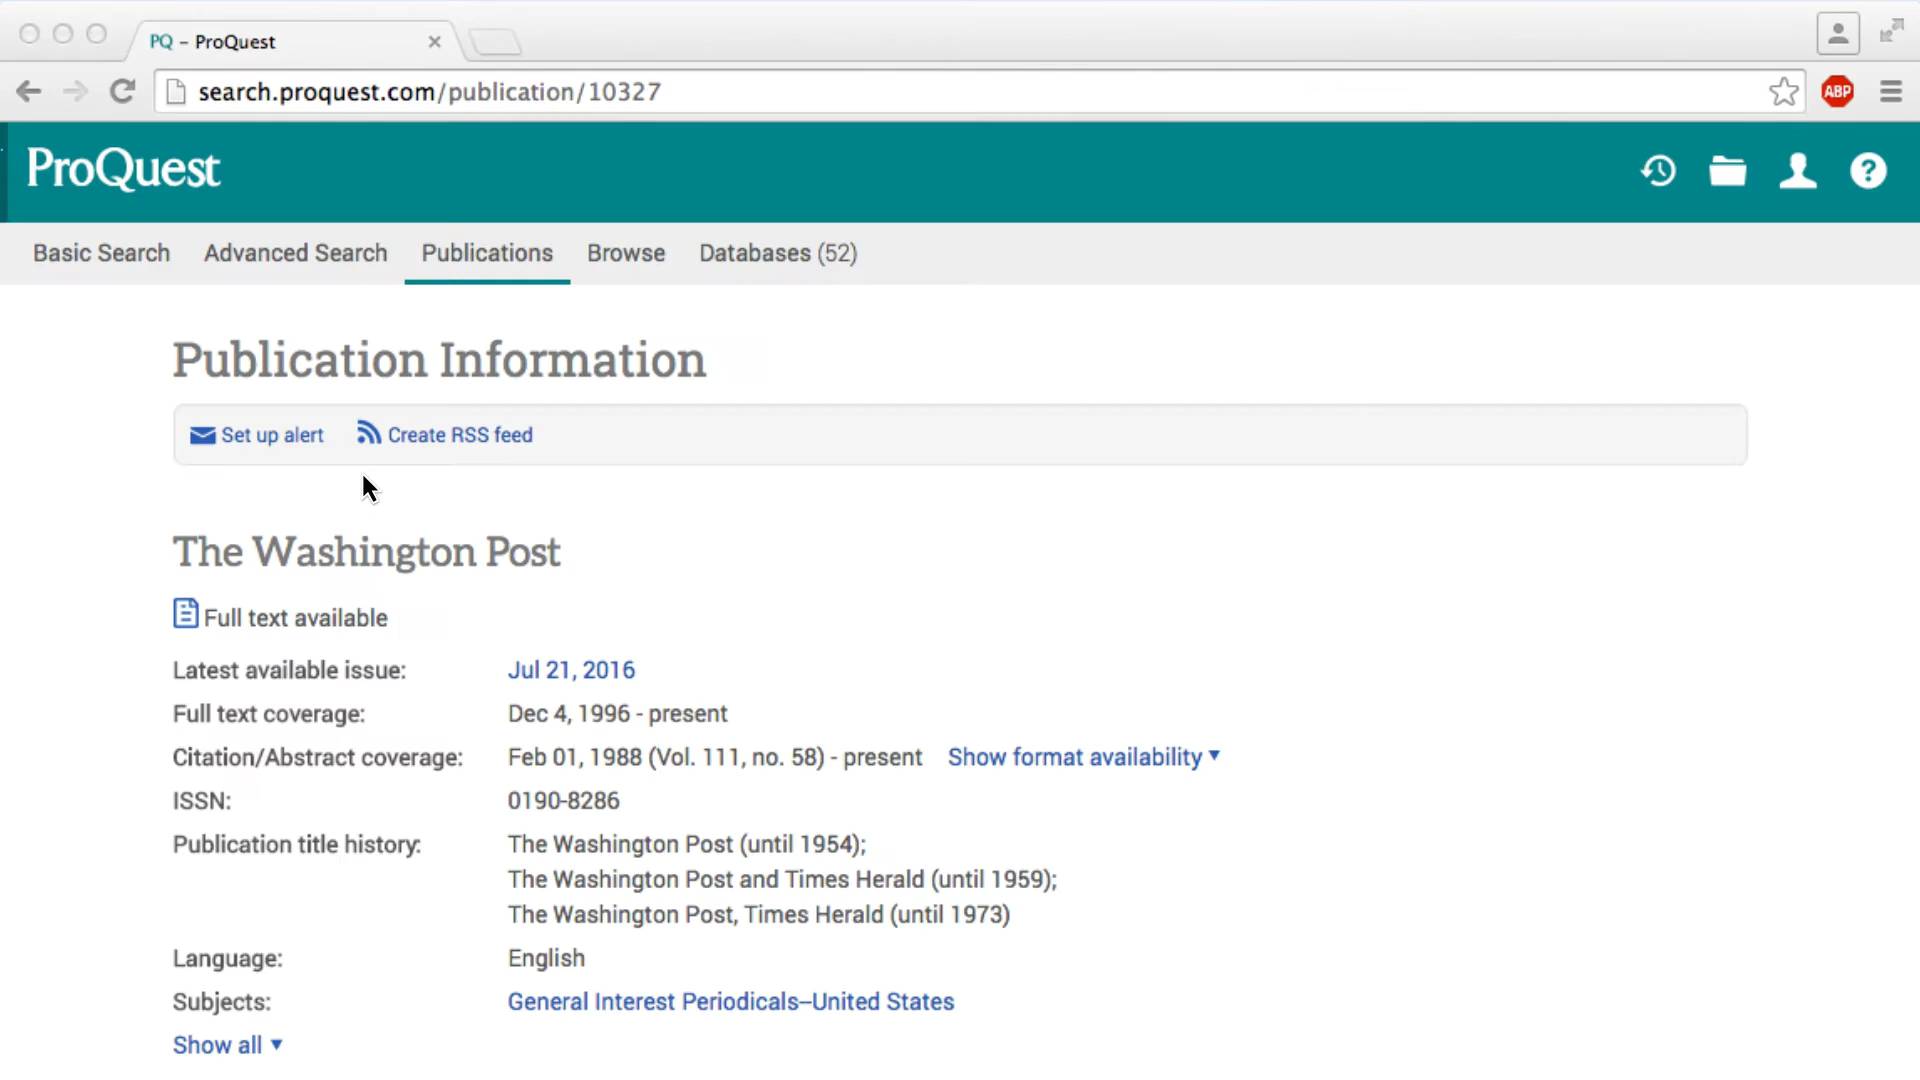 PQ – ProQuest
search.proquest.com/publication/10327
ABP
ProQuest
?
Basic Search Advanced Search Publications Browse Databases (52)
Publication Information
Set up alert Create RSS feed
The Washington Post
Full text available
Latest available issue: Jul 21, 2016
Full text coverage: Dec 4, 1996 - present
Citation/Abstract coverage: Feb 01, 1988 (Vol. 111, no. 58) - present Show format availability
ISSN: 0190-8286
Publication title history: The Washington Post (until 1954);
The Washington Post and Times Herald (until 1959);
The Washington Post, Times Herald (until 1973)
Language: English
Subjects: General Interest Periodicals--United States
Show all